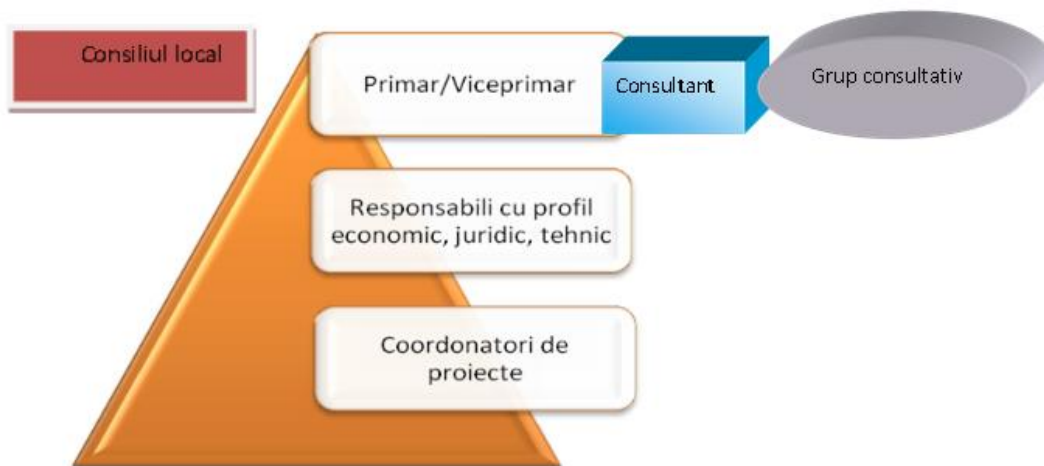 Consiliul local
Primar/Viceprimar
Consultant
Grup consultativ
Responsabili cu profil
economic, juridic, tehnic
Coordonatori de
proiecte